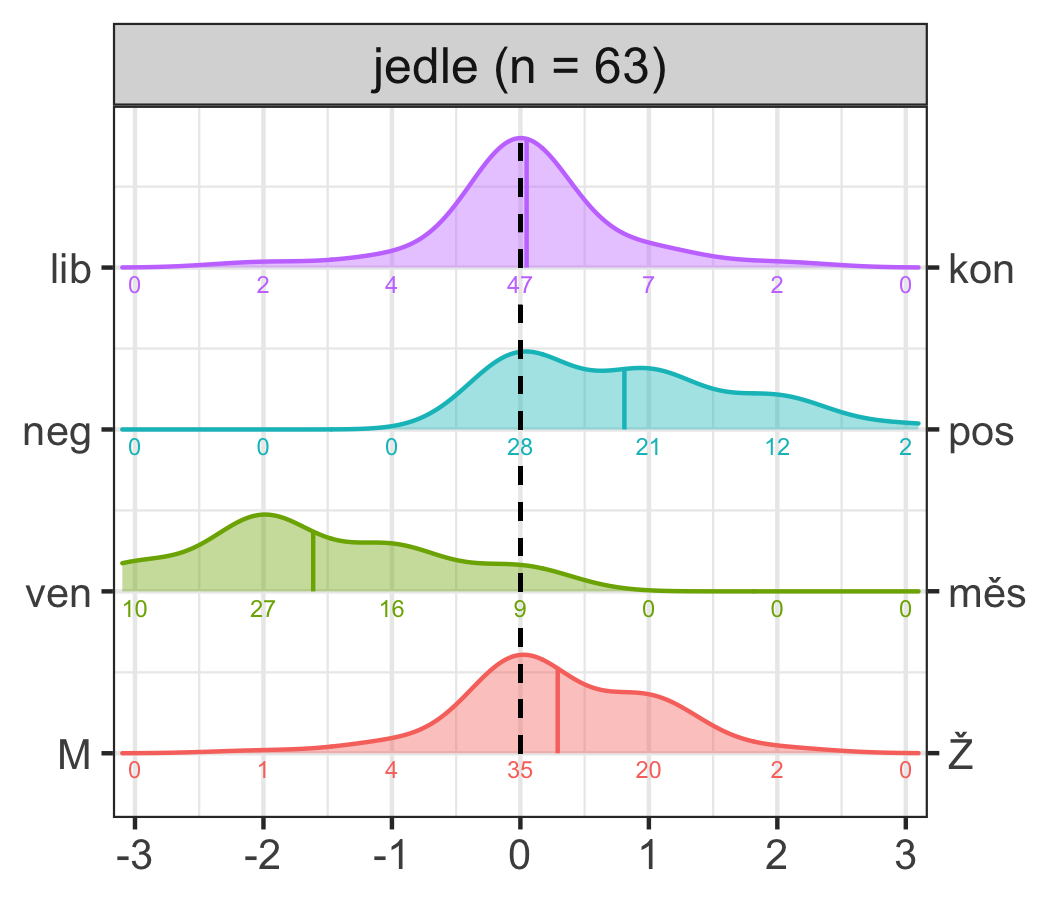 jedle (n = 63)
lib kon
0 2 4 47 7 2 0
neg pos
0 0 0 28 21 12 2
ven měs
10 27 16 9 0 0 0
M Ž
0 1 4 35 20 2 0
-3 -2 -1 0 1 2 3